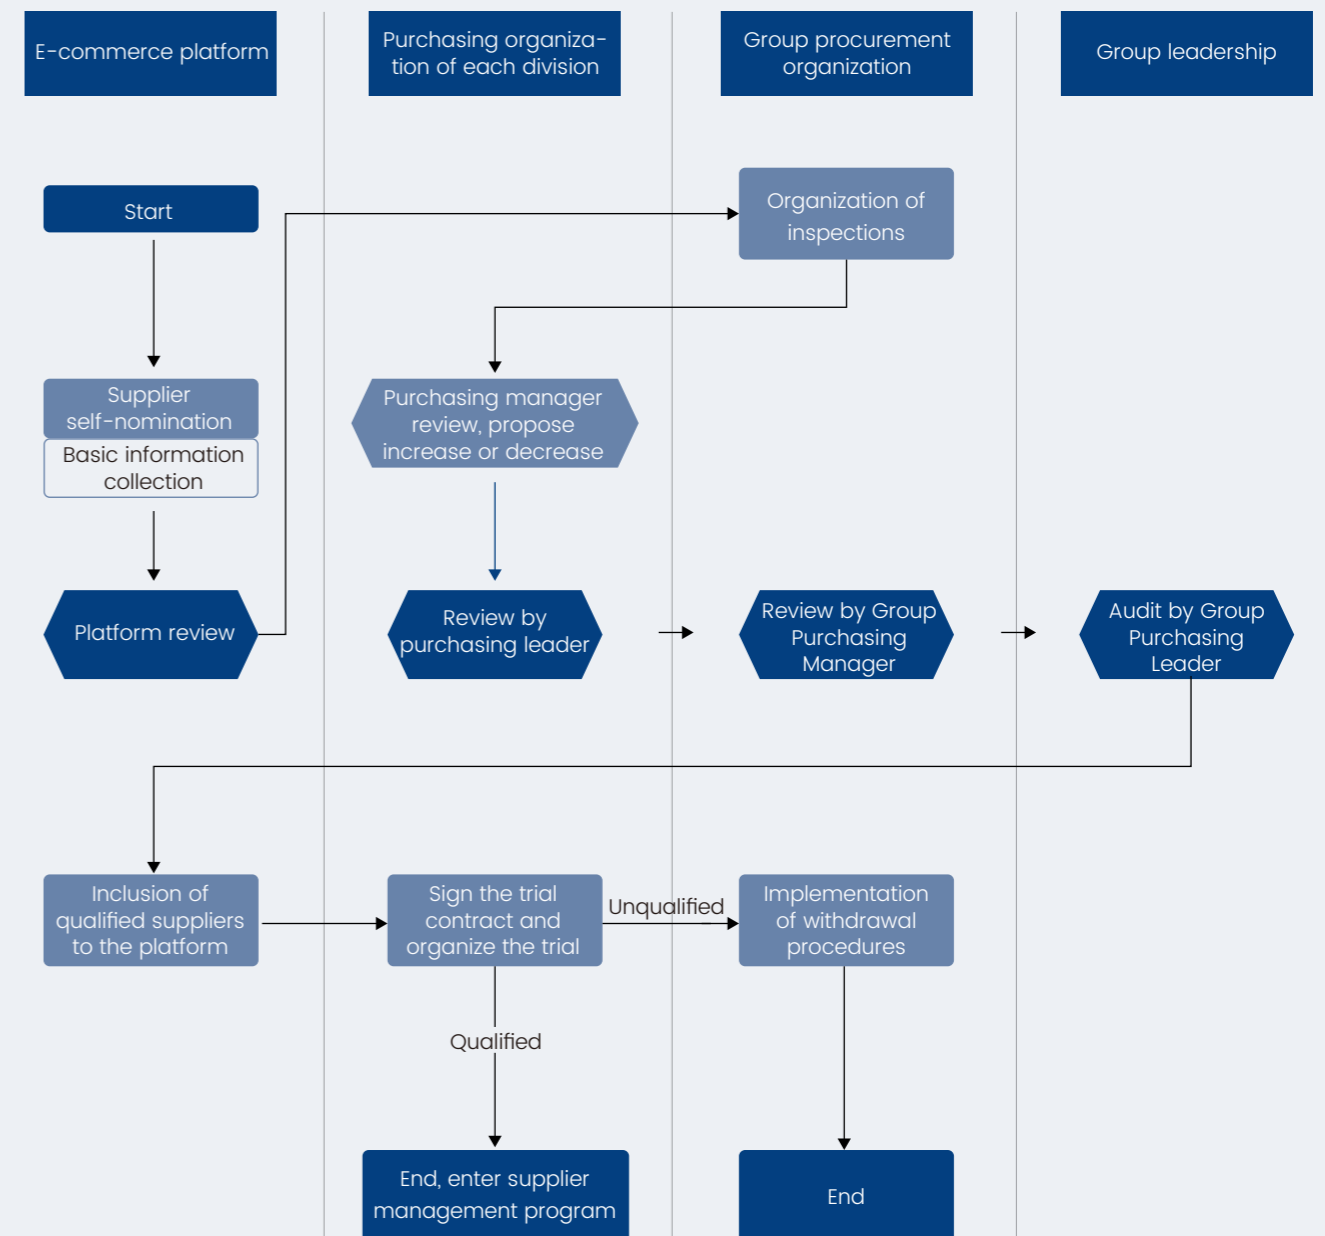 E-commerce platform
Purchasing organiza-
tion of each division
Group procurement
organization
Group leadership
Start
Organization of
inspections
Supplier
self-nomination
Basic information
collection
Purchasing manager
review, propose
increase or decrease
Platform review
Review by
purchasing leader
Review by Group
Purchasing
Manager
Audit by Group
Purchasing
Leader
Inclusion of
qualified suppliers
to the platform
Sign the trial
contract and
organize the trial
Unqualified
Implementation
of withdrawal
procedures
Qualified
End, enter supplier
management program
End